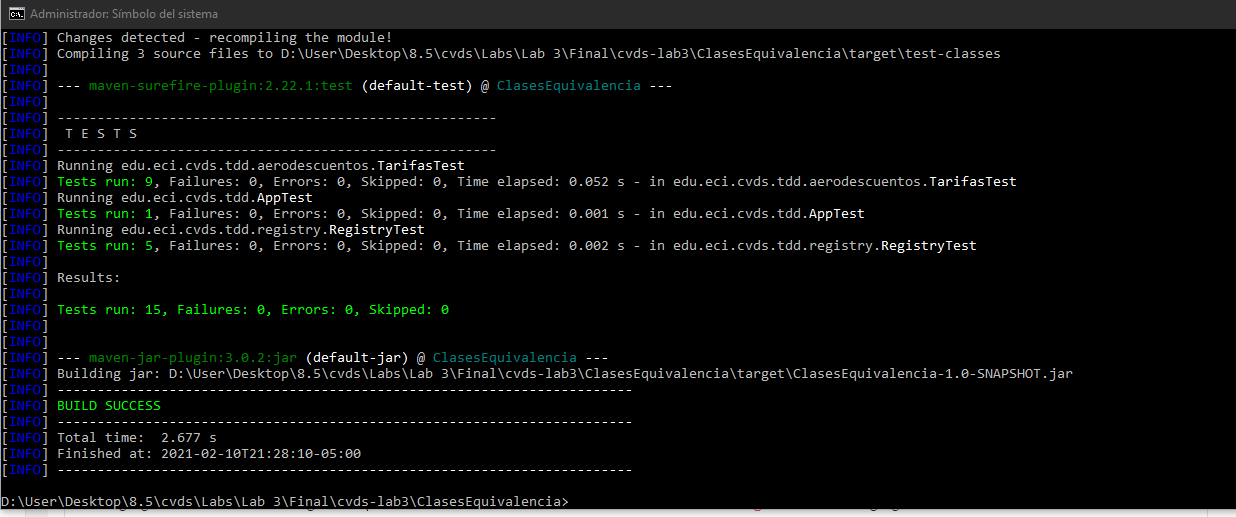 Administrador: Símbolo del sistema
[INFO] Changes detected - recompiling the module!
[INFO] Compiling 3 source files to D:\User\Desktop\8.5\cvds\Labs\Lab 3\Final\cvds-lab3\ClasesEquivalencia\target\test-classes
[INFO]
[INFO] --- maven-surefire-plugin:2.22.1:test (default-test) @ ClasesEquivalencia ---
[INFO]
[INFO] -------------------------------------------------------
[INFO]  T E S T S
[INFO] -------------------------------------------------------
[INFO] Running edu.eci.cvds.tdd.aerodescuentos.TarifasTest
[INFO] Tests run: 9, Failures: 0, Errors: 0, Skipped: 0, Time elapsed: 0.052 s - in edu.eci.cvds.tdd.aerodescuentos.TarifasTest
[INFO] Running edu.eci.cvds.tdd.AppTest
[INFO] Tests run: 1, Failures: 0, Errors: 0, Skipped: 0, Time elapsed: 0.001 s - in edu.eci.cvds.tdd.AppTest
[INFO] Running edu.eci.cvds.tdd.registry.RegistryTest
[INFO] Tests run: 5, Failures: 0, Errors: 0, Skipped: 0, Time elapsed: 0.002 s - in edu.eci.cvds.tdd.registry.RegistryTest
[INFO]
[INFO] Results:
[INFO]
[INFO] Tests run: 15, Failures: 0, Errors: 0, Skipped: 0
[INFO]
[INFO]
[INFO] --- maven-jar-plugin:3.0.2:jar (default-jar) @ ClasesEquivalencia ---
[INFO] Building jar: D:\User\Desktop\8.5\cvds\Labs\Lab 3\Final\cvds-lab3\ClasesEquivalencia\target\ClasesEquivalencia-1.0-SNAPSHOT.jar
[INFO] ------------------------------------------------------------------------
[INFO] BUILD SUCCESS
[INFO] ------------------------------------------------------------------------
[INFO] Total time:  2.677 s
[INFO] Finished at: 2021-02-10T21:28:10-05:00
[INFO] ------------------------------------------------------------------------
D:\User\Desktop\8.5\cvds\Labs\Lab 3\Final\cvds-lab3\ClasesEquivalencia>